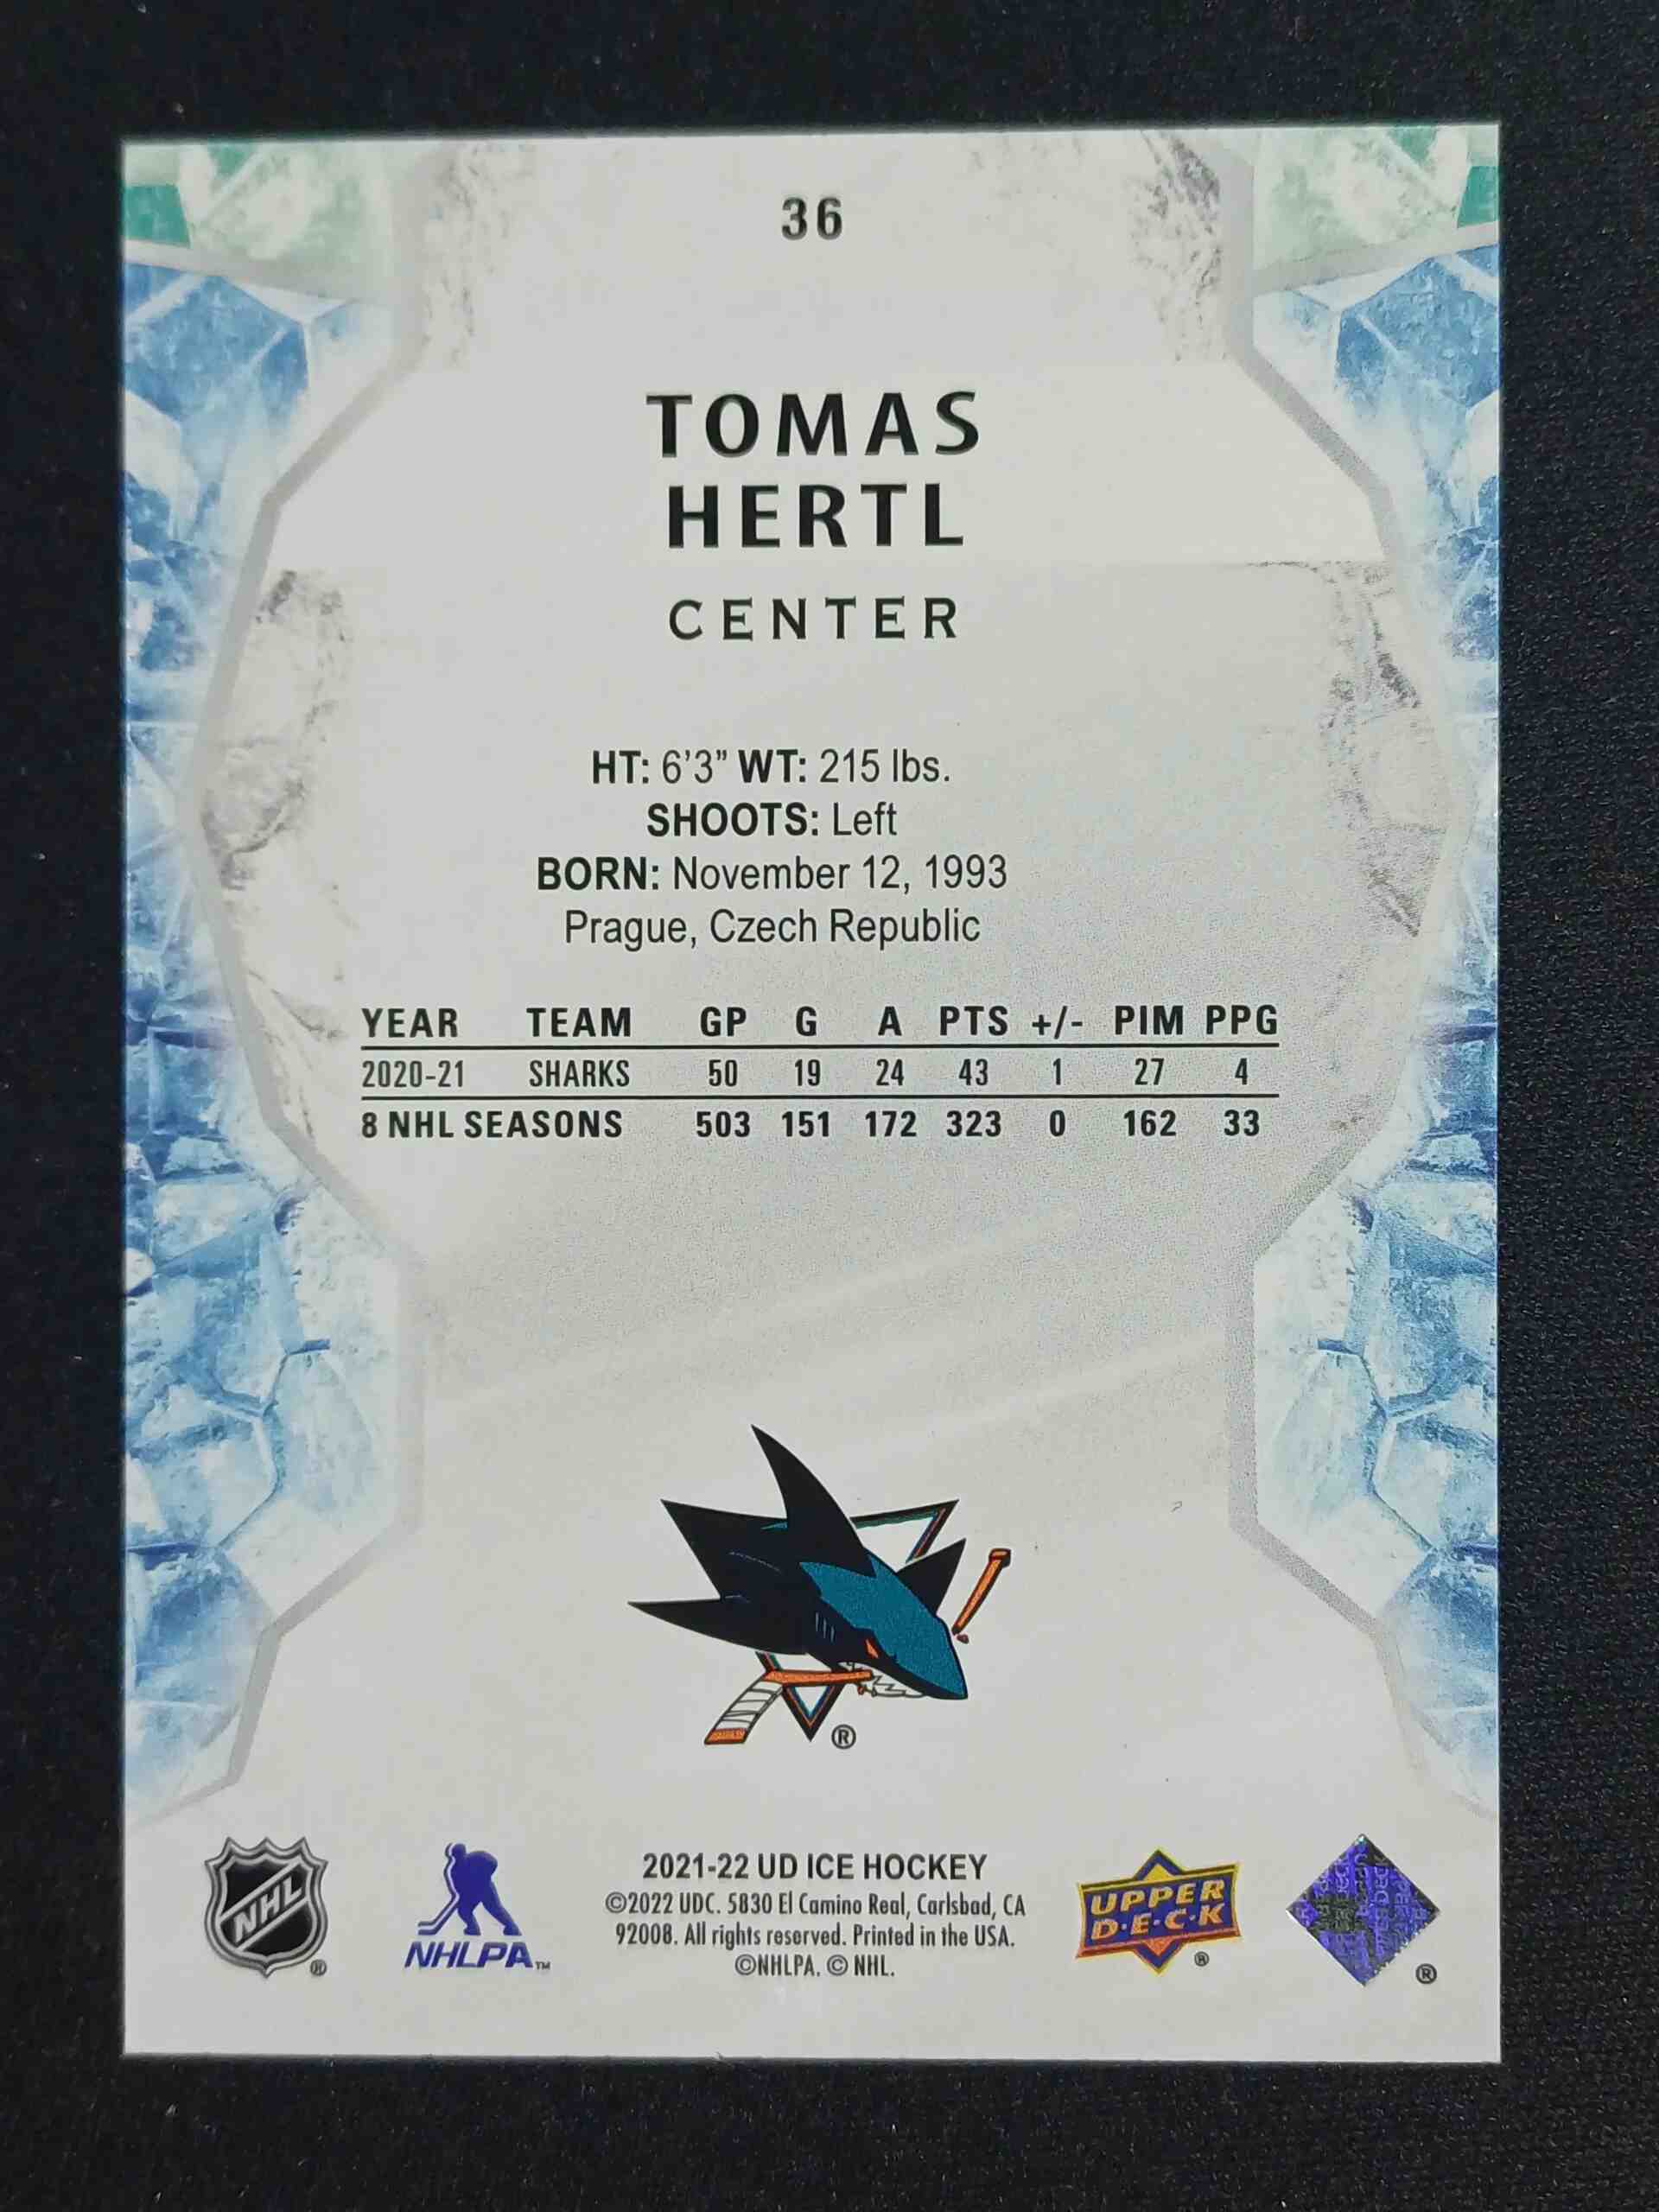 36
TOMAS
HERTL
CENTER
HT: 6'3" WT: 215 lbs.
SHOOTS: Left
BORN: November 12, 1993
Prague, Czech Republic
YEAR TEAM GP G A PTS +/- PIM PPG
2020-21 SHARKS 50 19 24 43 1 27 4
8 NHL SEASONS 503 151 172 323 0 162 33
®
NHL ®
NHLPA™
2021-22 UD ICE HOCKEY
©2022 UDC. 5830 El Camino Real, Carlsbad, CA
92008. All rights reserved. Printed in the USA.
©NHLPA. © NHL.
UPPER
D·E·C·K
®
®